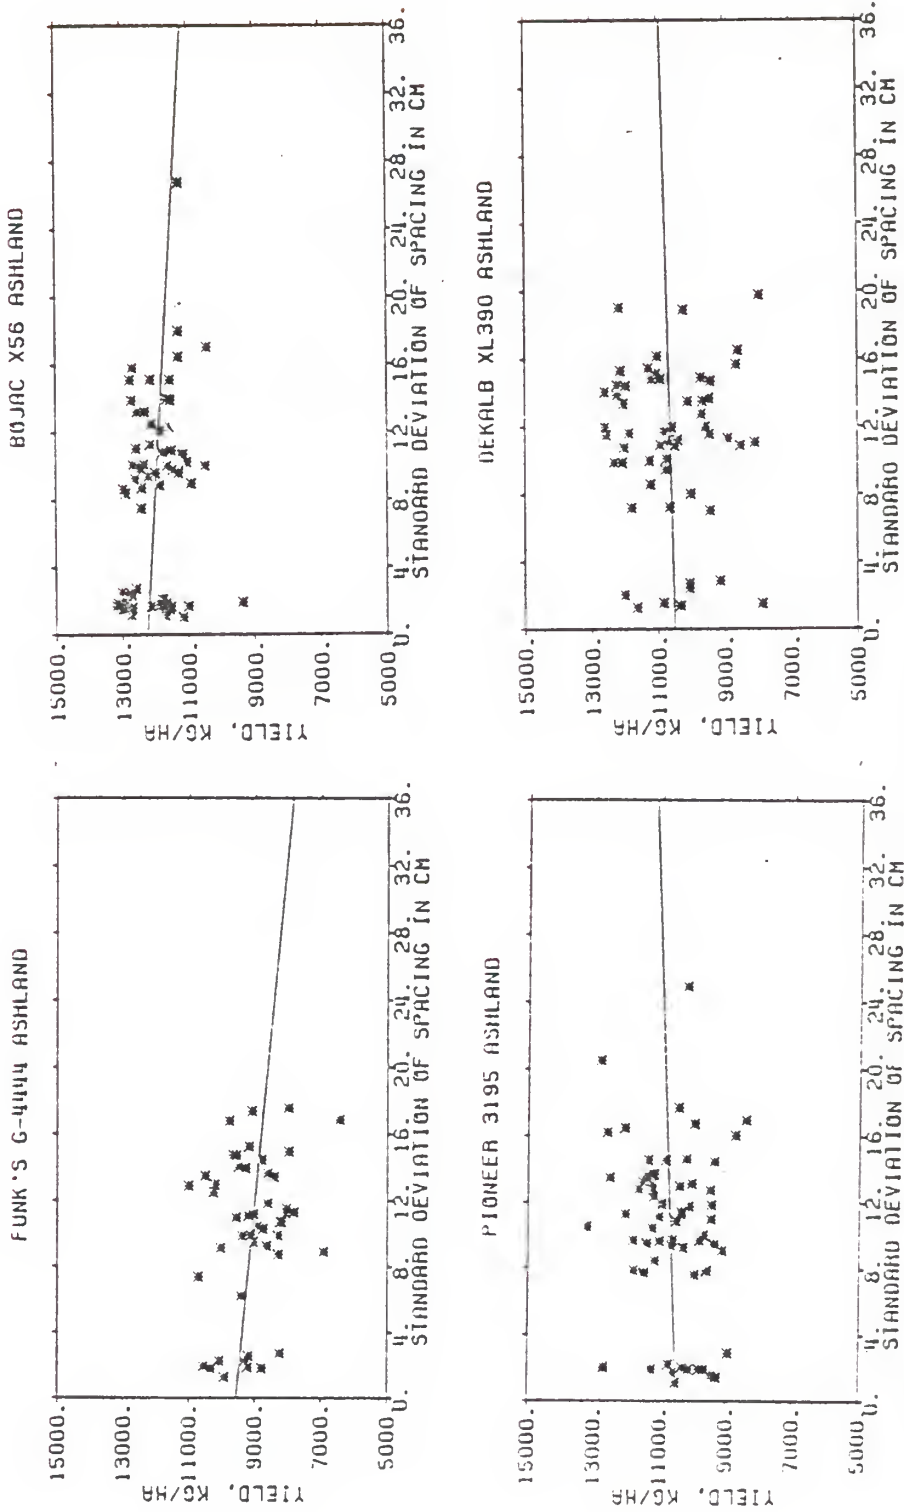 FUNK'S G-4444 ASHLAND
15000.
13000.
11000.
9000.
7000.
5000.
YIELD, KG/HA
0. 4. 8. 12. 16. 20. 24. 28. 32. 36.
STANDARD DEVIATION OF SPACING IN CM
BOJAC X56 ASHLAND
15000.
13000.
11000.
9000.
7000.
5000.
YIELD, KG/HA
0. 4. 8. 12. 16. 20. 24. 28. 32. 36.
STANDARD DEVIATION OF SPACING IN CM
PIONEER 3195 ASHLAND
15000.
13000.
11000.
9000.
7000.
5000.
YIELD, KG/HA
0. 4. 8. 12. 16. 20. 24. 28. 32. 36.
STANDARD DEVIATION OF SPACING IN CM
DEKALB XL390 ASHLAND
15000.
13000.
11000.
9000.
7000.
5000.
YIELD, KG/HA
0. 4. 8. 12. 16. 20. 24. 28. 32. 36.
STANDARD DEVIATION OF SPACING IN CM